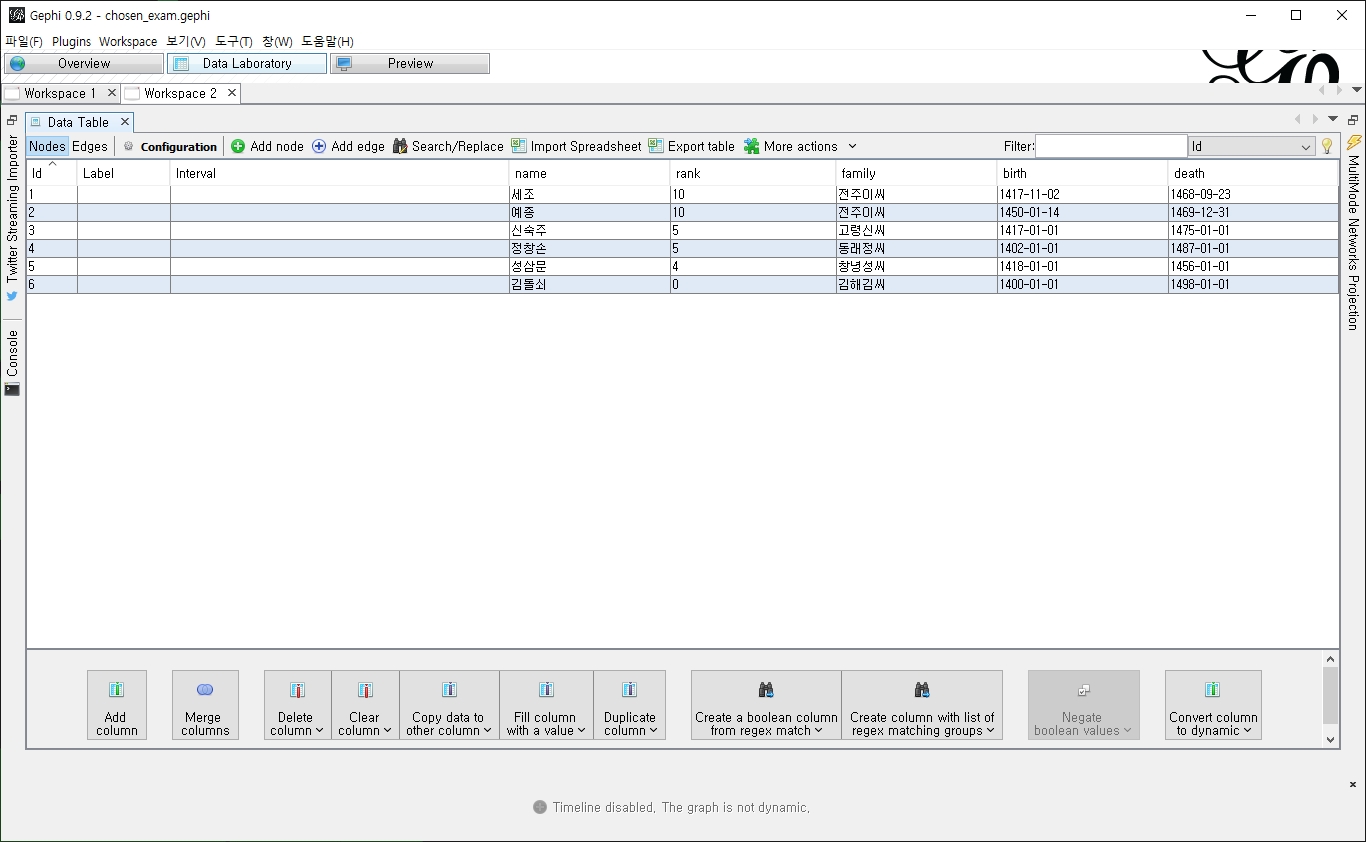 Gephi 0.9.2 - chosen_exam.gephi
파일(F) Plugins Workspace 보기(V) 도구(T) 창(W) 도움말(H)
Overview Data Laboratory Preview
Workspace 1 Workspace 2
Data Table
Nodes Edges Configuration Add node Add edge Search/Replace Import Spreadsheet Export table More actions Filter: Id
Id Label Interval name rank family birth death
1 세조 10 전주이씨 1417-11-02 1468-09-23
2 예종 10 전주이씨 1450-01-14 1469-12-31
3 신숙주 5 고령신씨 1417-01-01 1475-01-01
4 정창손 5 동래정씨 1402-01-01 1487-01-01
5 성삼문 4 창녕성씨 1418-01-01 1456-01-01
6 김돌쇠 0 김해김씨 1400-01-01 1498-01-01
Twitter Streaming Importer
Console
MultiMode Networks Projection
Add column
Merge columns
Delete column
Clear column
Copy data to other column
Fill column with a value
Duplicate column
Create a boolean column from regex match
Create column with list of regex matching groups
Negate boolean values
Convert column to dynamic
Timeline disabled, The graph is not dynamic,